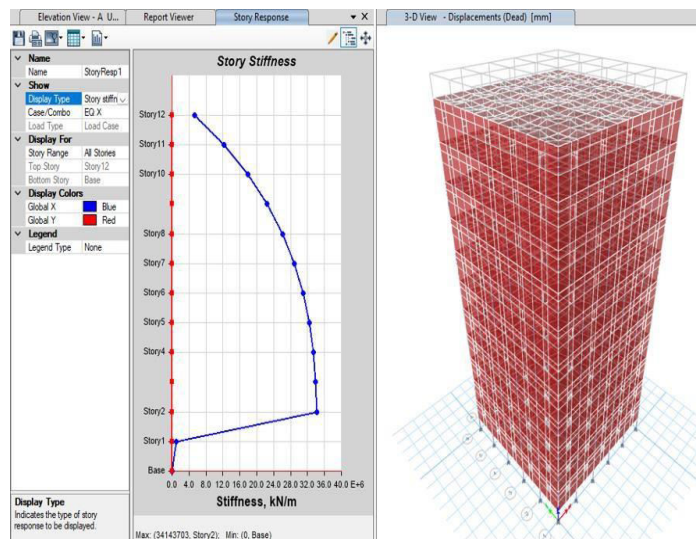 Elevation View - A U...
Report Viewer
Story Response
3-D View - Displacements (Dead) [mm]
Name
Name StoryResp1
Show
Display Type Story stiffn
Case/Combo EQ X
Load Type Load Case
Display For
Story Range All Stories
Top Story Story12
Bottom Story Base
Display Colors
Global X Blue
Global Y Red
Legend
Legend Type None
Display Type
Indicates the type of story
response to be displayed.
Story Stiffness
Story12
Story11
Story10
Story8
Story7
Story6
Story5
Story4
Story2
Story1
Base
0.0 4.0 8.0 12.0 16.0 20.0 24.0 28.0 32.0 36.0 40.0 E+6
Stiffness, kN/m
Max: (34143703, Story2); Min: (0, Base)